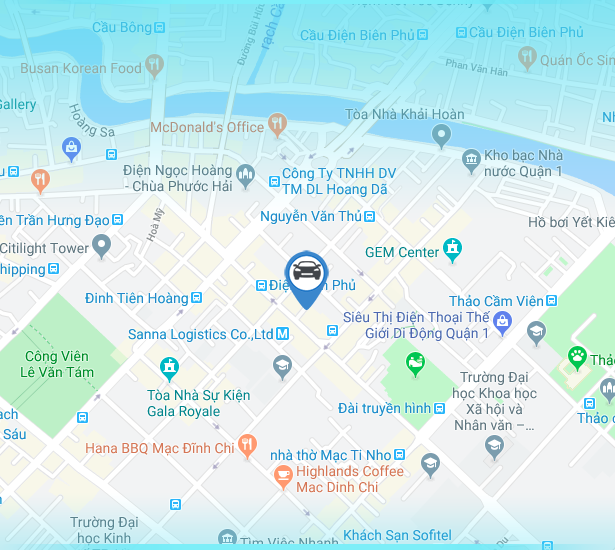 Cầu Bông
Cầu Điện Biên Phủ
Cầu Điện Biên Phủ
Đường Bùi Hữu
rạch Cầ
Quán Ốc Sin
Busan Korean Food
Phan Văn Hân
Gallery
Hoàng Sa
McDonald's Office
Tòa Nhà Khải Hoàn
Nh
Kho bạc Nhà
nước Quận 1
Điện Ngọc Hoàng
- Chùa Phước Hải
Công Ty TNHH DV
TM DL Hoang Dã
Nguyễn Văn Thủ
ền Trần Hưng Đạo
Hoà Mỹ
Hồ bơi Yết Kiê
Citilight Tower
GEM Center
hipping
Điệ
n Phủ
Đinh Tiên Hoàng
Thảo Cầm Viên
Siêu Thị Điện Thoại Thế
Giới Di Động Quận 1
Sanna Logistics Co.,Ltd
Công Viên
Lê Văn Tám
Thảo
Tòa Nhà Sự Kiện
Gala Royale
Trường Đại
học Khoa học
Xã hội và
Nhân văn –...
Đài truyền hình
Thảo c
ach
Sáu
Hana BBQ Mạc Đĩnh Chi
nhà thờ Mạc Ti Nho
Highlands Coffee
Mac Dinh Chi
Trường Đại
học Kinh
Tìm Việc Nhanh
Khách Sạn Sofitel